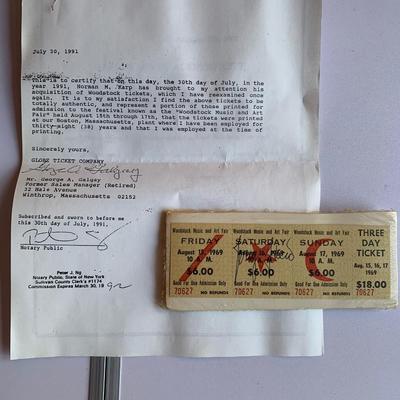 July 30, 1991
This is to certify that on this day, the 30th day of July, in the
year 1991, Norman M. Karp has brought to my attention his
acquisition of Woodstock tickets, which I have reexamined once
again. It is to my satisfaction I find the above tickets to be
totally authentic, and represent a portion of those printed for
admission to the festival known as the "Woodstock Music and Art
Fair" held August 15th through 17th, that the tickets were printed
at our Boston, Massachusetts, plant where I have been employed for
thirty-eight (38) years and that I was employed at the time of
printing.
Sincerely yours,
GLOBE TICKET COMPANY
Mr. George A. Galgay
Former Sales Manager (Retired)
32 Hale Avenue
Winthrop, Massachusetts 02152
Subscribed and sworn to before me
this 30th day of July, 1991.
Notary Public
Peter J. Ng
Notary Public, State of New York
Sullivan County Clerk's #1174
Commission Expires March 30, 19 92
Woodstock Music and Art Fair
FRIDAY
August 15, 1969
10 A. M.
$6.00
Good For One Admission Only
70627 NO REFUNDS
Woodstock Music and Art Fair
SATURDAY
August 16, 1969
10 A. M.
$6.00
Good For One Admission Only
70627 NO REFUNDS
Woodstock Music and Art Fair
SUNDAY
August 17, 1969
10 A. M.
$6.00
Good For One Admission Only
70627 NO REFUNDS
THREE
DAY
TICKET
Aug. 15, 16, 17
1969
$18.00
70627